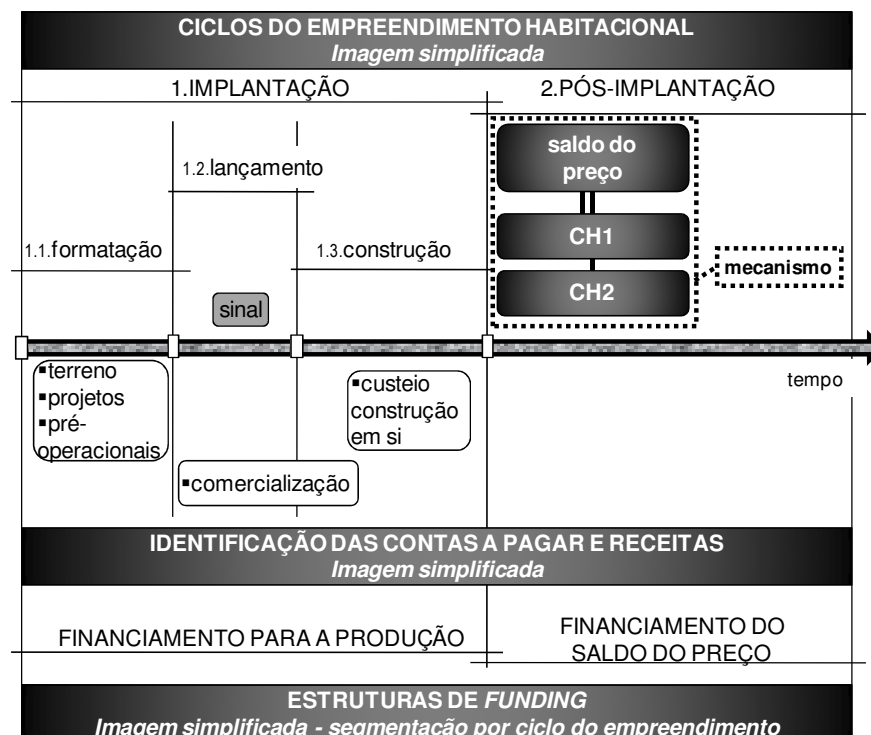 CICLOS DO EMPREENDIMENTO HABITACIONAL
Imagem simplificada
1.IMPLANTAÇÃO
2.PÓS-IMPLANTAÇÃO
saldo do
preço
1.2.lançamento
CH1
1.1.formatação
1.3.construção
mecanismo
CH2
sinal
tempo
▪terreno
▪projetos
▪pré-
operacionais
▪custeio
construção
em si
▪comercialização
IDENTIFICAÇÃO DAS CONTAS A PAGAR E RECEITAS
Imagem simplificada
FINANCIAMENTO PARA A PRODUÇÃO
FINANCIAMENTO DO
SALDO DO PREÇO
ESTRUTURAS DE FUNDING
Imagem simplificada - segmentação por ciclo do empreendimento